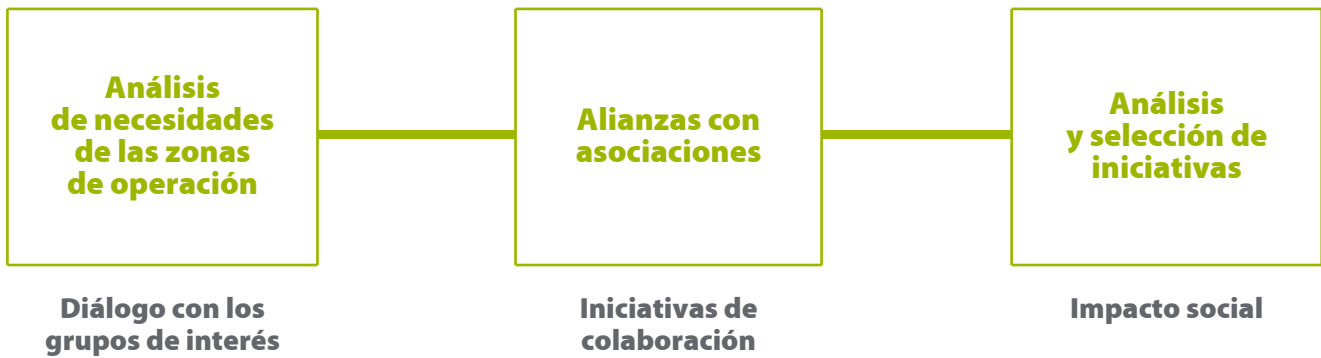 Análisis
de necesidades
de las zonas
de operación
Alianzas con
asociaciones
Análisis
y selección de
iniciativas
Diálogo con los
grupos de interés
Iniciativas de
colaboración
Impacto social